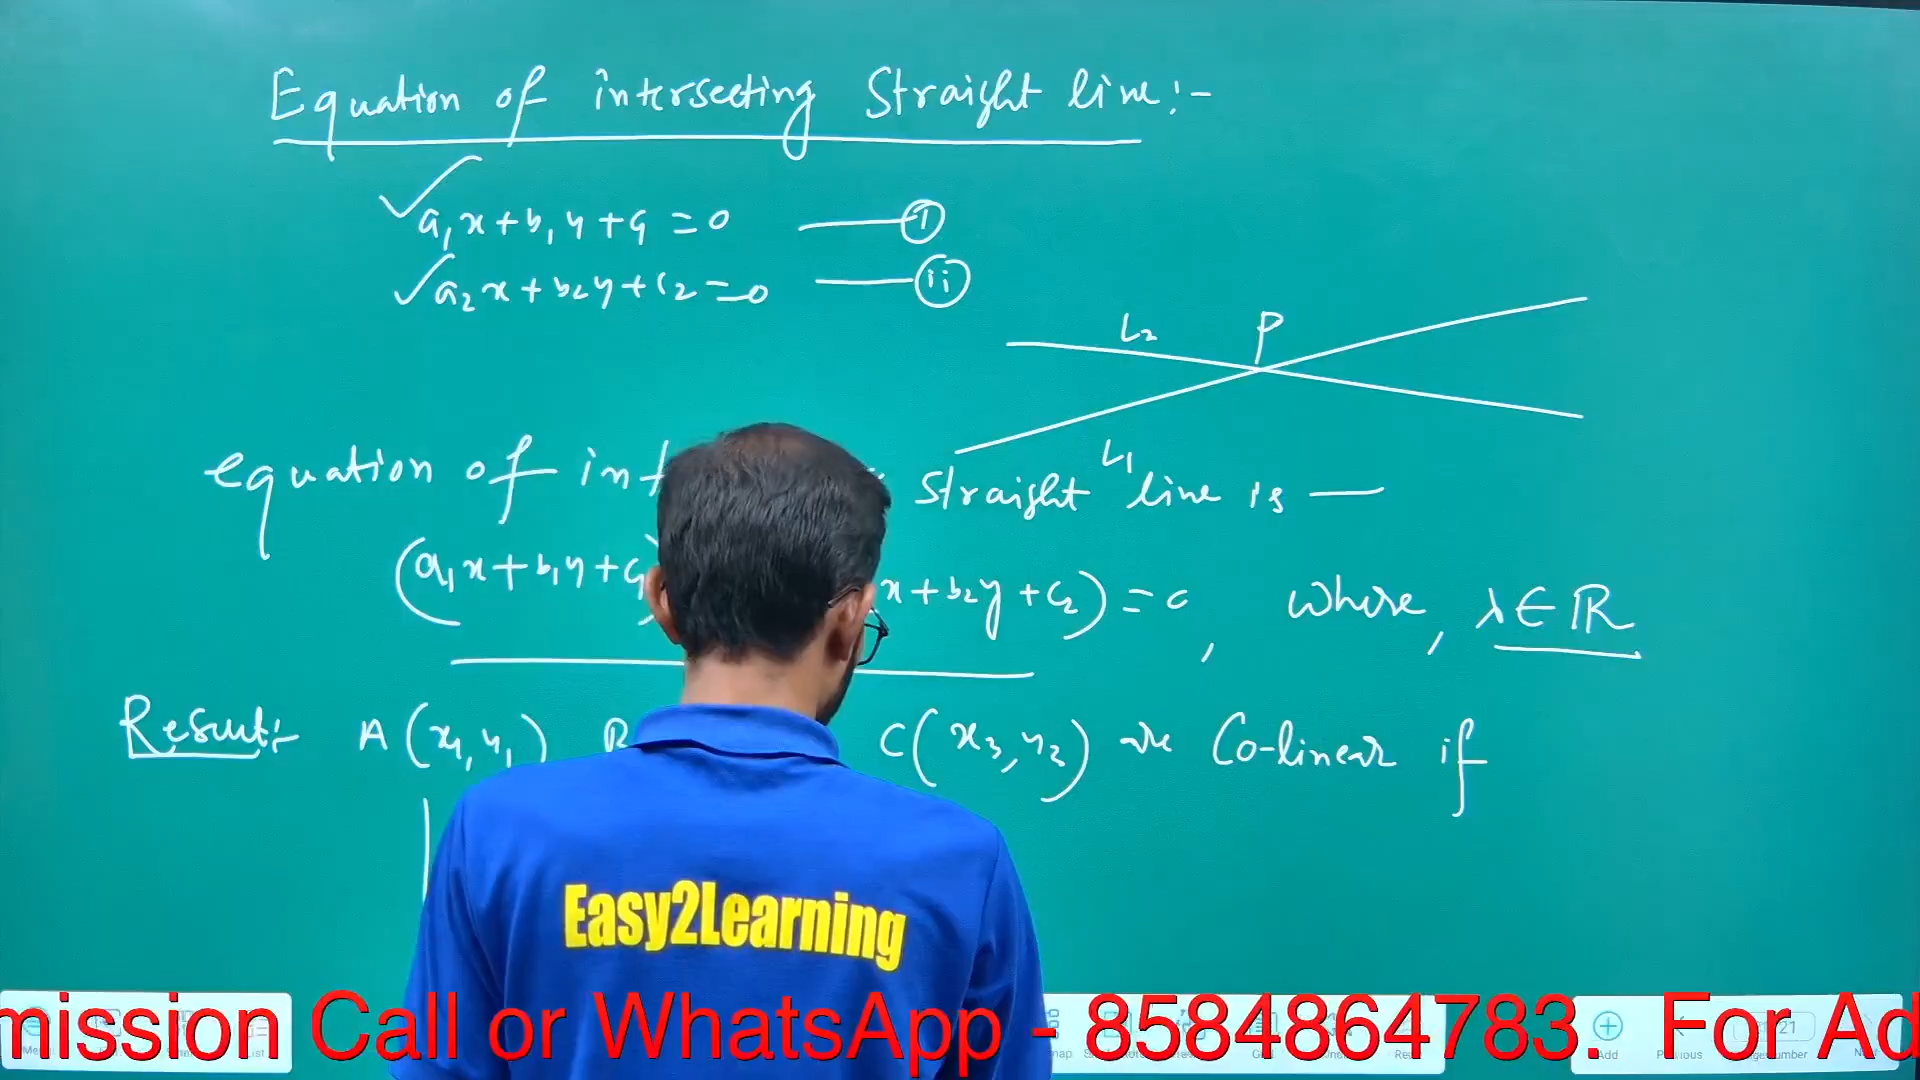 Equation of intersecting Straight line :-
a₁x + b₁y + c₁ = 0 —— (i)
a₂x + b₂y + c₂ = 0 —— (ii)
L₂ P
L₁
equation of int straight line is —
(a₁x + b₁y + c₁) x + b₂y + c₂) = 0, where, λ ∈ ℝ
Result :- A (x₁, y₁) B C (x₃, y₃) are Co-linear if
Easy2Learning
mission Call or WhatsApp - 8584864783. For Ad
Add